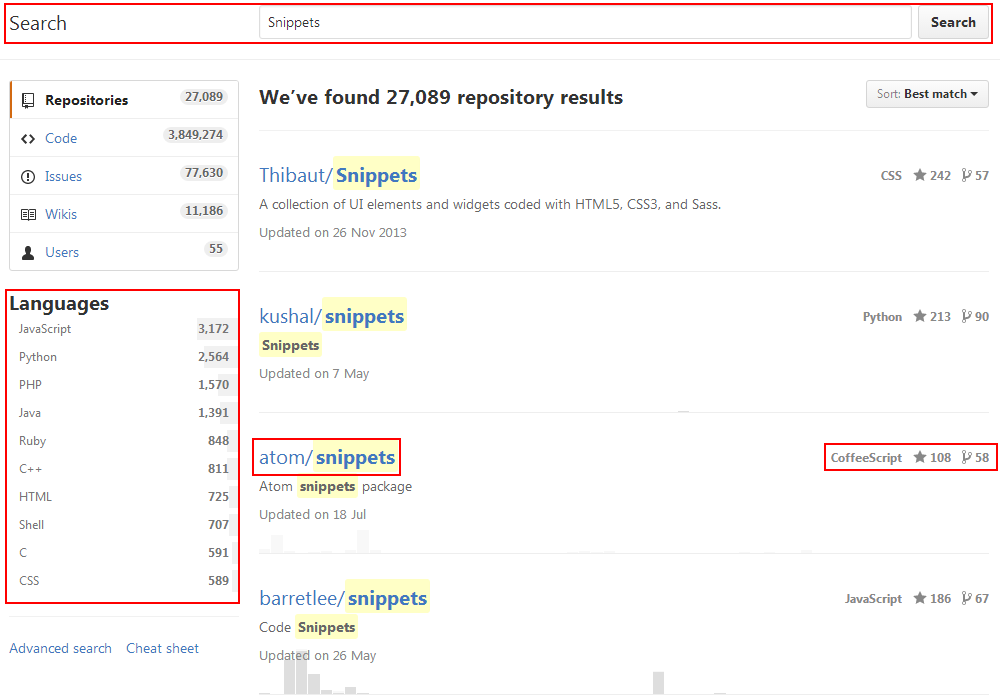 Search Snippets Search
Repositories 27,089
Code 3,849,274
Issues 77,630
Wikis 11,186
Users 55
Languages
JavaScript 3,172
Python 2,564
PHP 1,570
Java 1,391
Ruby 848
C++ 811
HTML 725
Shell 707
C 591
CSS 589
Advanced search Cheat sheet
We’ve found 27,089 repository results
Sort: Best match
Thibaut/Snippets
CSS 242 57
A collection of UI elements and widgets coded with HTML5, CSS3, and Sass.
Updated on 26 Nov 2013
kushal/snippets
Python 213 90
Snippets
Updated on 7 May
atom/snippets
CoffeeScript 108 58
Atom snippets package
Updated on 18 Jul
barretlee/snippets
JavaScript 186 67
Code Snippets
Updated on 26 May